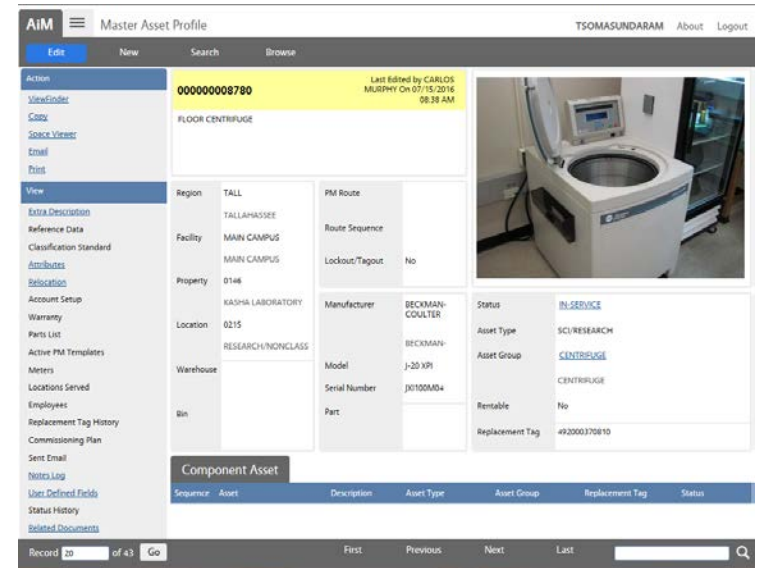 AiM Master Asset Profile TSOMASUNDARAM About Logout
Edit New Search Browse
Action
ViewFinder
Copy
Space Viewer
Email
Print
View
Extra Description
Reference Data
Classification Standard
Attributes
Relocation
Account Setup
Warranty
Parts List
Active PM Templates
Meters
Locations Served
Employees
Replacement Tag History
Commissioning Plan
Sent Email
Notes Log
User Defined Fields
Status History
Related Documents
000000008780
Last Edited by CARLOS
MURPHY On 07/15/2016
08:38 AM
FLOOR CENTRIFUGE
Region TALL
TALLAHASSEE
Facility MAIN CAMPUS
MAIN CAMPUS
Property 0146
KASHA LABORATORY
Location 0215
RESEARCH/NONCLASS
Warehouse
Bin
PM Route
Route Sequence
Lockout/Tagout No
Manufacturer BECKMAN-
COULTER
BECKMAN-
Model J-20 XPI
Serial Number
Part
Status IN-SERVICE
Asset Type SCI/RESEARCH
Asset Group CENTRIFUGE
CENTRIFUGE
Rentable No
Replacement Tag 492000370810
Component Asset
Sequence Asset Description Asset Type Asset Group Replacement Tag Status
Record 20 of 43 Go First Previous Next Last